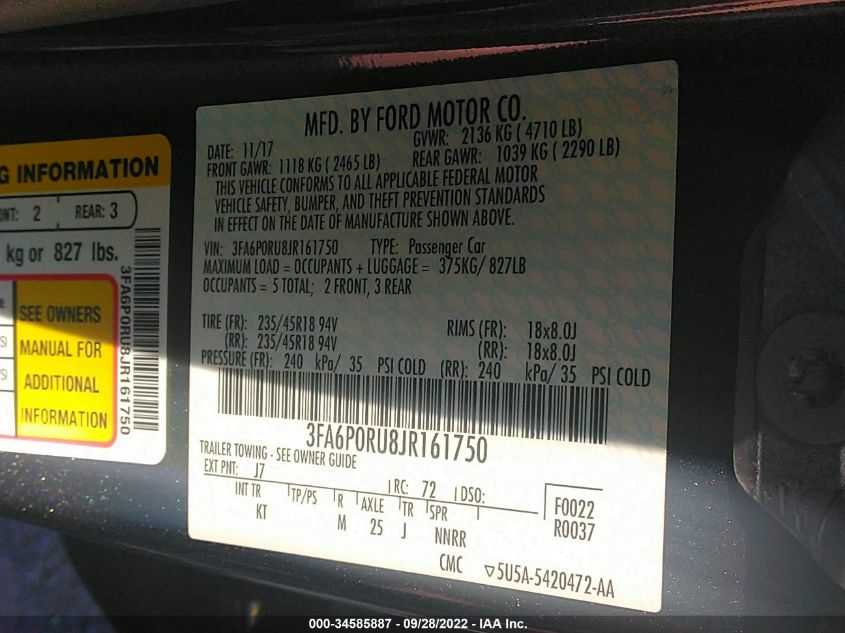 G INFORMATION
ONT: 2 REAR: 3
kg or 827 lbs.
SEE OWNERS
MANUAL FOR
ADDITIONAL
INFORMATION
3FA6P0RU8JR161750
MFD. BY FORD MOTOR CO.
DATE: 11/17 GVWR: 2136 KG ( 4710 LB)
FRONT GAWR: 1118 KG ( 2465 LB) REAR GAWR: 1039 KG ( 2290 LB)
THIS VEHICLE CONFORMS TO ALL APPLICABLE FEDERAL MOTOR
VEHICLE SAFETY, BUMPER, AND THEFT PREVENTION STANDARDS
IN EFFECT ON THE DATE OF MANUFACTURE SHOWN ABOVE.
VIN: 3FA6P0RU8JR161750 TYPE: Passenger Car
MAXIMUM LOAD = OCCUPANTS + LUGGAGE = 375KG/ 827LB
OCCUPANTS = 5 TOTAL; 2 FRONT, 3 REAR
TIRE (FR): 235/45R18 94V RIMS (FR): 18x8.0J
(RR): 235/45R18 94V (RR): 18x8.0J
PRESSURE (FR): 240 kPa/ 35 PSI COLD (RR): 240 kPa/ 35 PSI COLD
3FA6P0RU8JR161750
TRAILER TOWING - SEE OWNER GUIDE
EXT PNT: J7 RC: 72 DSO:
INT TR TP/PS R AXLE TR SPR
KT M 25 J NNRR
F0022
R0037
CMC ▽5U5A-5420472-AA
000-34585887 - 09/28/2022 - IAA Inc.